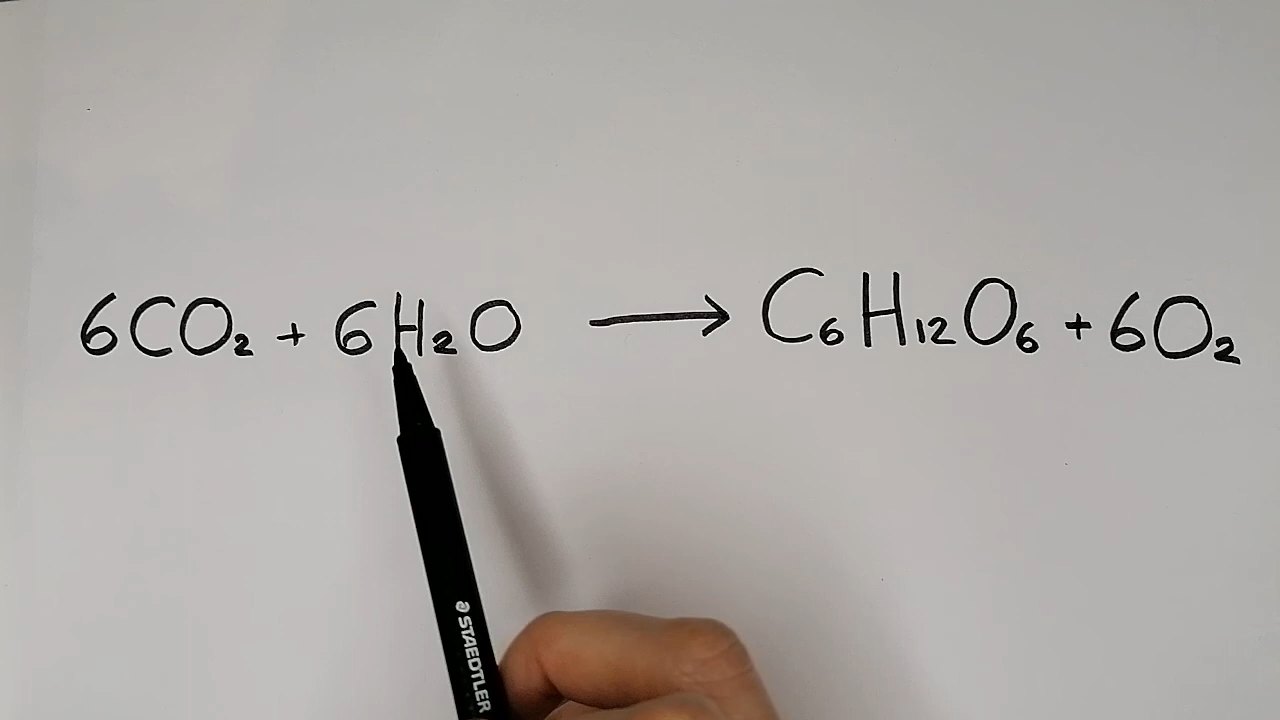 6CO₂ + 6H₂O → C₆H₁₂O₆ + 6O₂
STAEDTLER